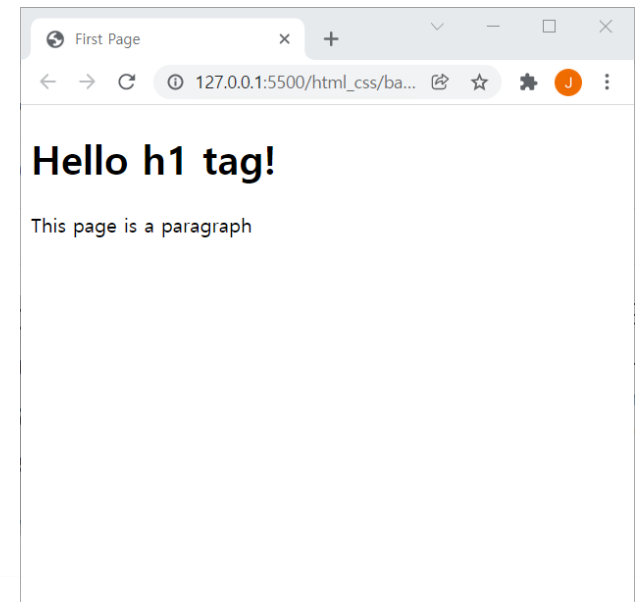 First Page
127.0.0.1:5500/html_css/ba...
J
Hello h1 tag!
This page is a paragraph